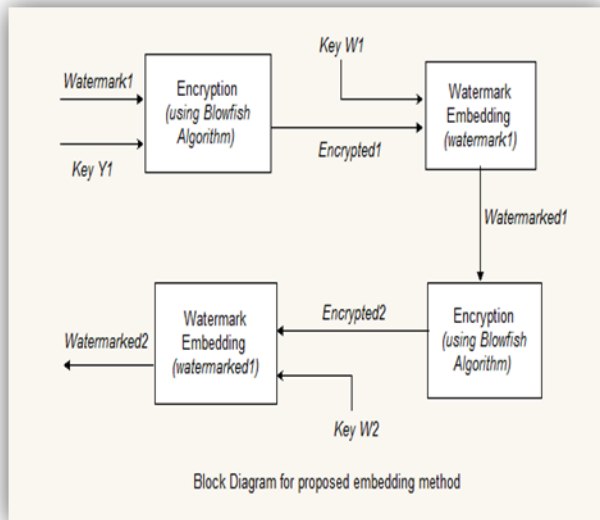 Watermark1
Key Y1
Encryption
(using Blowfish
Algorithm)
Key W1
Encrypted1
Watermark
Embedding
(watermark1)
Watermarked1
Encryption
(using Blowfish
Algorithm)
Encrypted2
Watermark
Embedding
(watermarked1)
Key W2
Watermarked2
Block Diagram for proposed embedding method